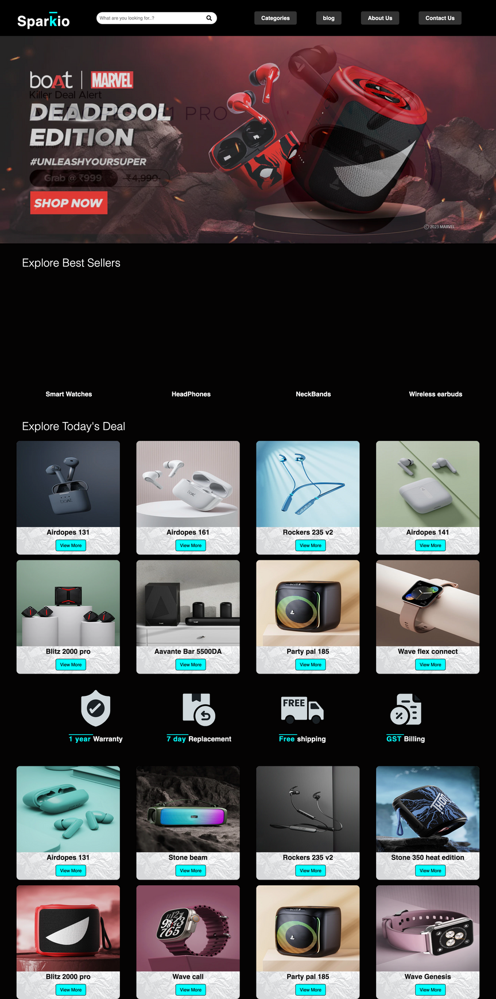 Sparkio
What are you looking for..?
Categories
blog
About Us
Contact Us
boAt | MARVEL
Killer Deal Alert
DEADPOOL
1 PRO
EDITION
#UNLEASHYOURSUPER
Grab @ ₹999 ₹4,990
SHOP NOW
© 2023 MARVEL
Explore Best Sellers
Smart Watches
HeadPhones
NeckBands
Wireless earbuds
Explore Today's Deal
boAt
boAt
Airdopes 131
Airdopes 161
Rockers 235 v2
Airdopes 141
View More
View More
View More
View More
Blitz 2000 pro
Aavante Bar 5500DA
Party pal 185
Wave flex connect
View More
View More
View More
View More
FREE
1 year Warranty
7 day Replacement
Free shipping
GST Billing
THOR
Airdopes 131
Stone beam
Rockers 235 v2
Stone 350 heat edition
View More
View More
View More
View More
Blitz 2000 pro
Wave call
Party pal 185
Wave Genesis
View More
View More
View More
View More